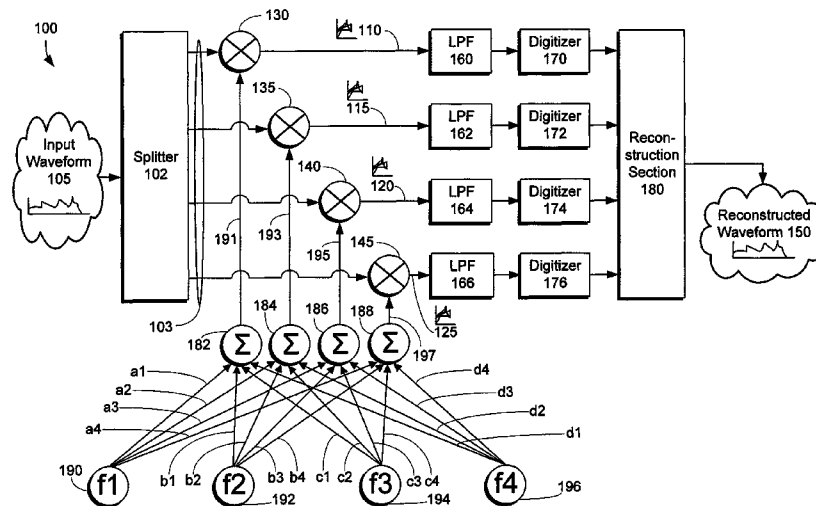 100
130
110
LPF
160
Digitizer
170
135
115
LPF
162
Digitizer
172
Input
Waveform
105
Splitter
102
140
120
LPF
164
Digitizer
174
Recon-
struction
Section
180
Reconstructed
Waveform 150
191
193
195
145
LPF
166
Digitizer
176
103
125
197
182
184
186
188
Σ
Σ
Σ
Σ
a1
a2
a3
a4
d4
d3
d2
d1
b1
b2
b3
b4
c1
c2
c3
c4
190
f1
f2
192
f3
194
f4
196